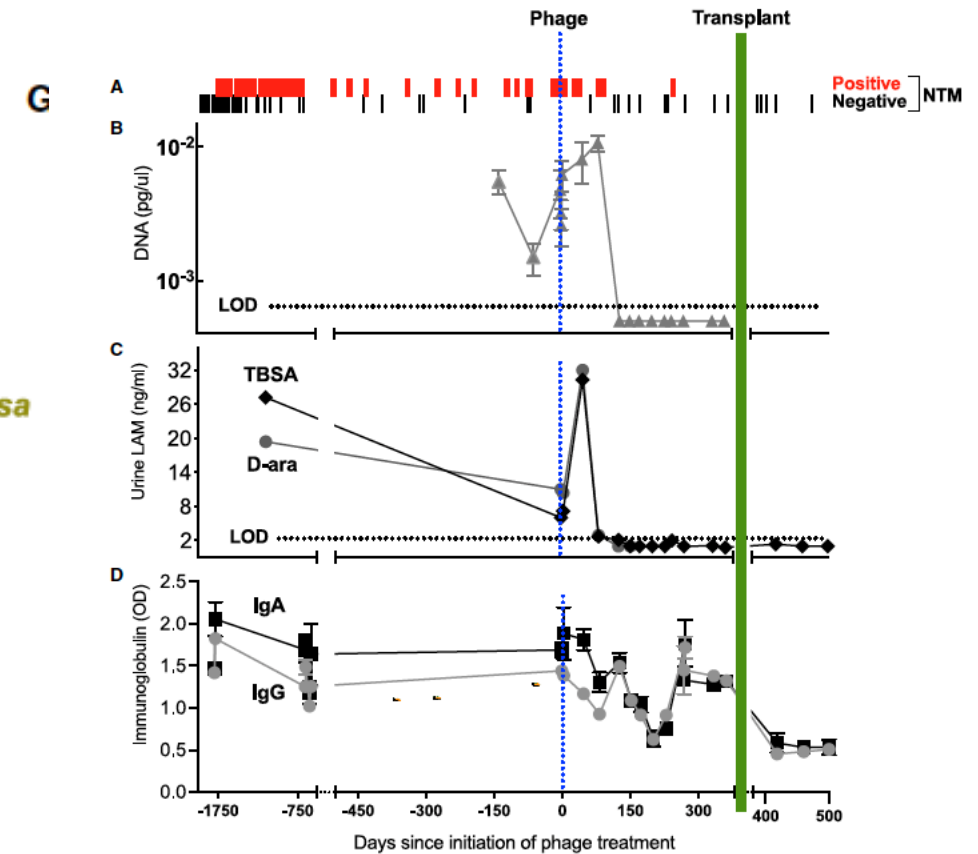 Phage Transplant
G
A
Positive
Negative
NTM
B
10-2
DNA (pg/ul)
10-3
LOD
C
Urine LAM (ng/ml)
32
26
20
14
8
2
TBSA
D-ara
LOD
sa
D
Immunoglobulin (OD)
2.5
2.0
1.5
1.0
0.5
0.0
IgA
IgG
-1750 -750 -450 -300 -150 0 150 300 400 500
Days since initiation of phage treatment